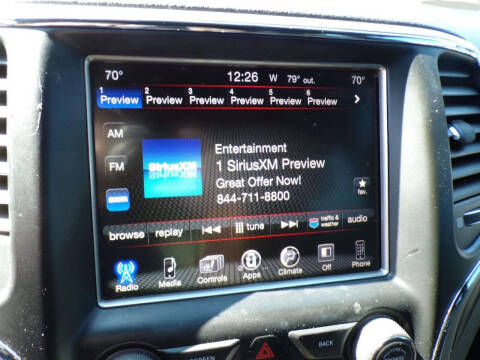 70° 12:26 W 79° out. 70°
1 2 3 4 5 6
Preview Preview Preview Preview Preview Preview
AM
FM
SXM
SiriusXM
Entertainment
1 SiriusXM Preview
Great Offer Now!
844-711-8800
fav.
browse replay tune traffic & weather audio
Radio Media Controls Apps Climate Off Phone
SCREEN BACK